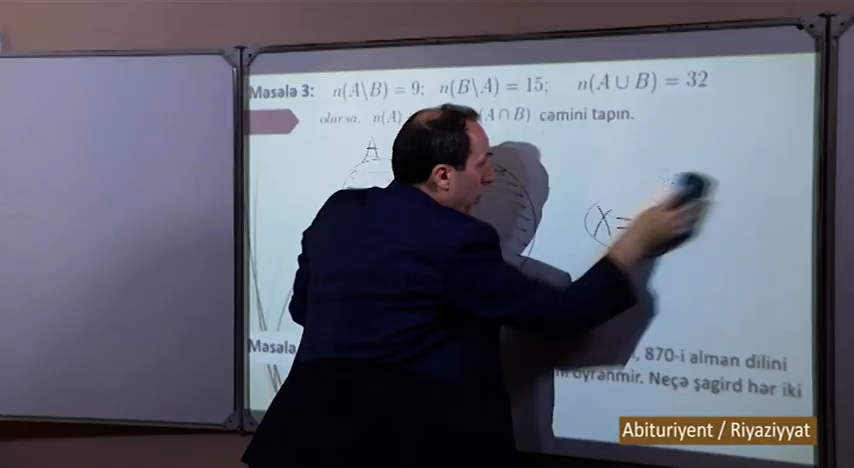 Məsələ 3: n(A\B) = 9; n(B\A) = 15; n(A ∪ B) = 32
olarsa, n(A) (A ∩ B) cəmini tapın.
A
X =
Məsələ 870-i alman dilini
öyrənmir. Neçə şagird hər iki
Abituriyent / Riyaziyyat